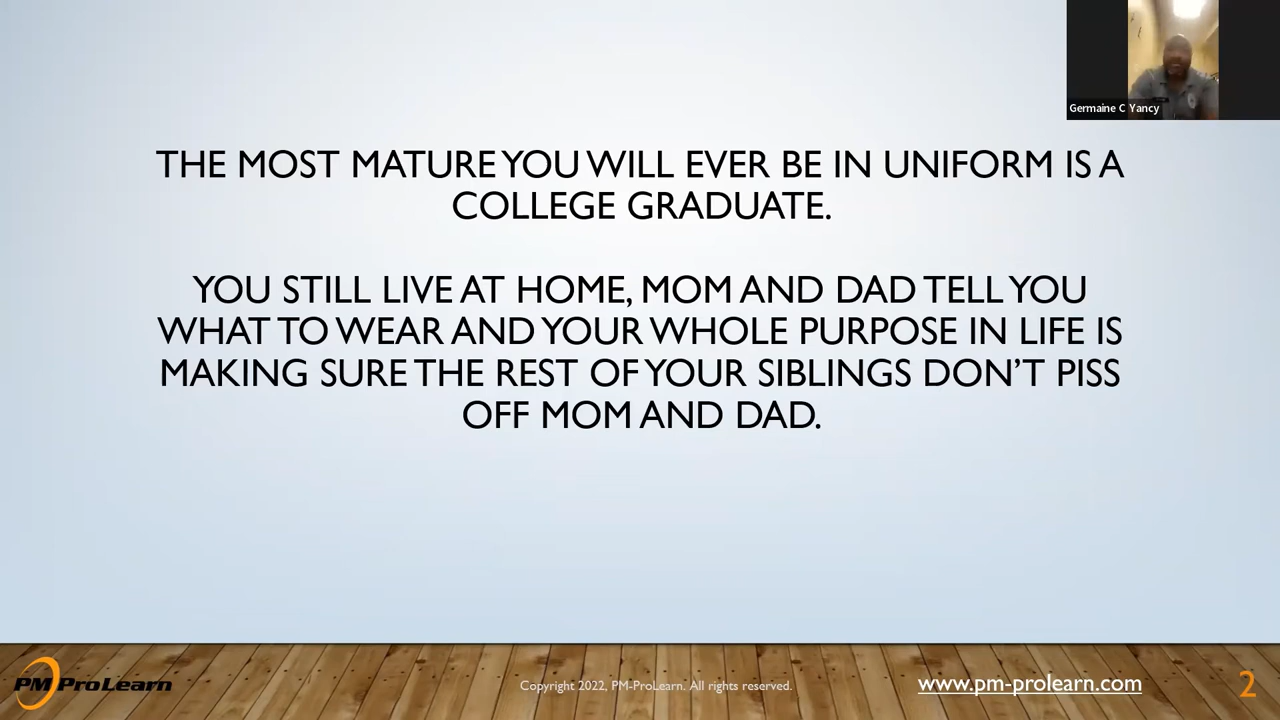 Germaine C Yancy
THE MOST MATURE YOU WILL EVER BE IN UNIFORM IS A
COLLEGE GRADUATE.
YOU STILL LIVE AT HOME, MOM AND DAD TELL YOU
WHAT TO WEAR AND YOUR WHOLE PURPOSE IN LIFE IS
MAKING SURE THE REST OF YOUR SIBLINGS DON'T PISS
OFF MOM AND DAD.
PM ProLearn
Copyright 2022, PM-ProLearn. All rights reserved.
www.pm-prolearn.com
2